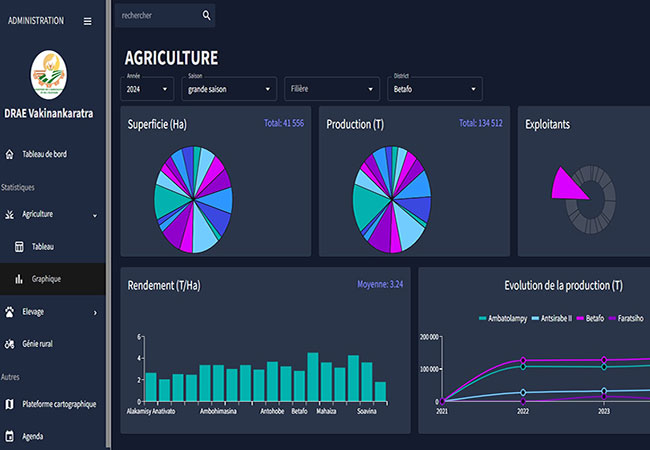 ADMINISTRATION
DRAE Vakinankaratra
Tableau de bord
Statistiques
Agriculture
Tableau
Graphique
Elevage
Génie rural
Autres
Plateforme cartographique
Agenda
rechercher
AGRICULTURE
Année
2024
Saison
grande saison
Filière
District
Betafo
Superficie (Ha) Total: 41 556
Production (T) Total: 134 512
Exploitants
Rendement (T/Ha) Moyenne: 3.24
6
4
2
0
Alakamisy Anativato Ambohimasina Antohobe Betafo Mahaiza Soavina
Evolution de la production (T)
Ambatolampy Antsirabe II Betafo Faratsiho
200 000
100 000
0
2021 2022 2023